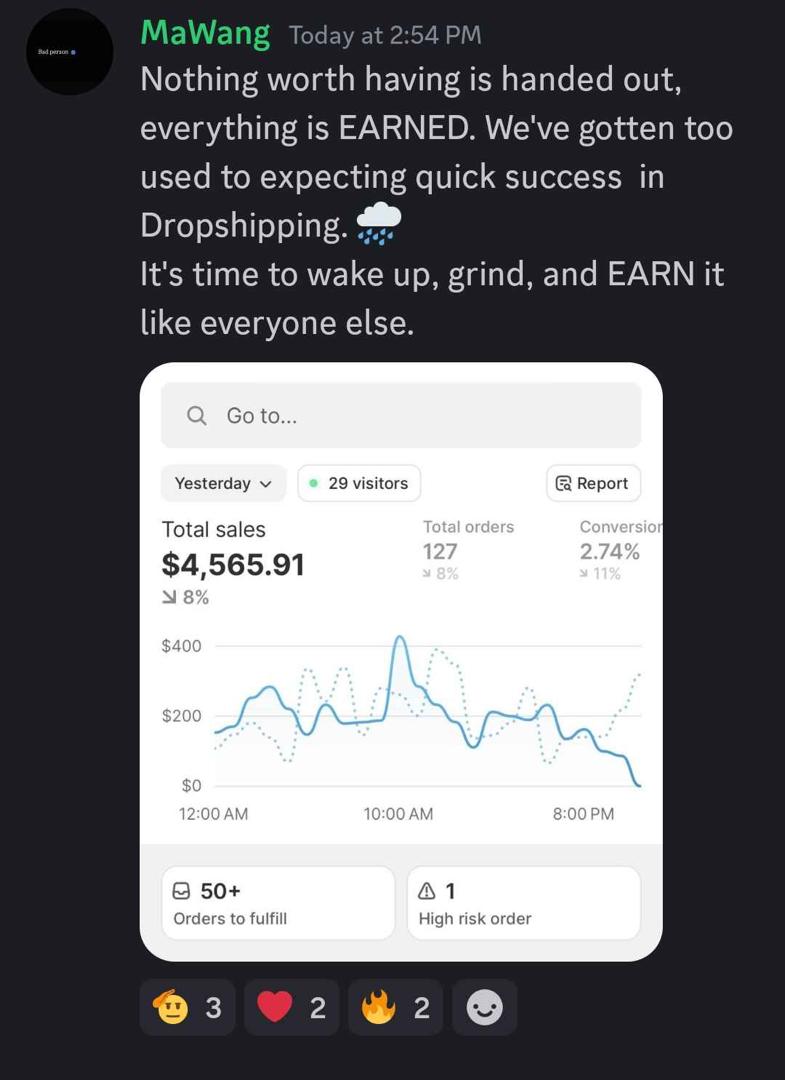 Bad person
MaWang Today at 2:54 PM
Nothing worth having is handed out,
everything is EARNED. We've gotten too
used to expecting quick success  in
Dropshipping. 🌧️
It's time to wake up, grind, and EARN it
like everyone else.
Go to...
Yesterday 29 visitors Report
Total sales Total orders Conversion
$4,565.91 127 2.74%
↘ 8% ↘ 8% ↘ 11%
$400
$200
$0
12:00 AM 10:00 AM 8:00 PM
50+ 1
Orders to fulfill High risk order
3 2 2